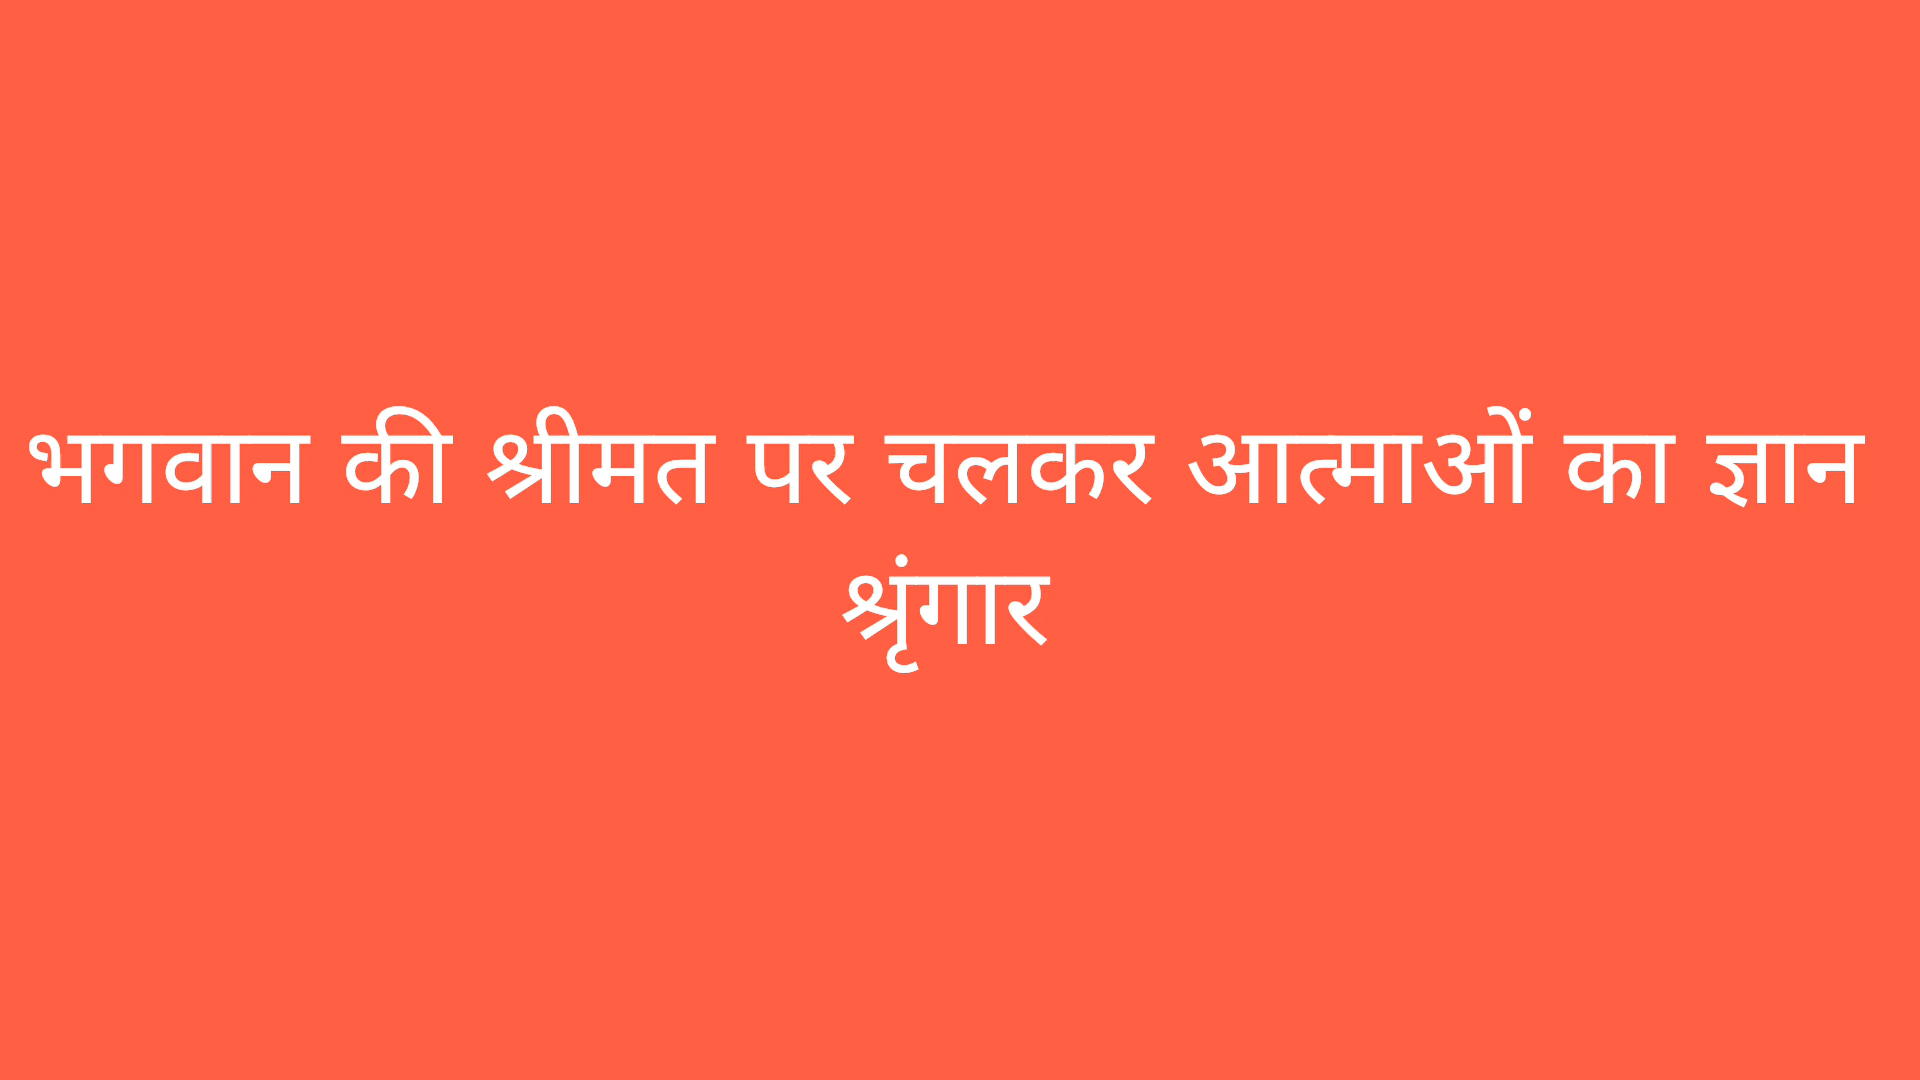 भगवान की श्रीमत पर चलकर आत्माओं का ज्ञान
श्रृंगार